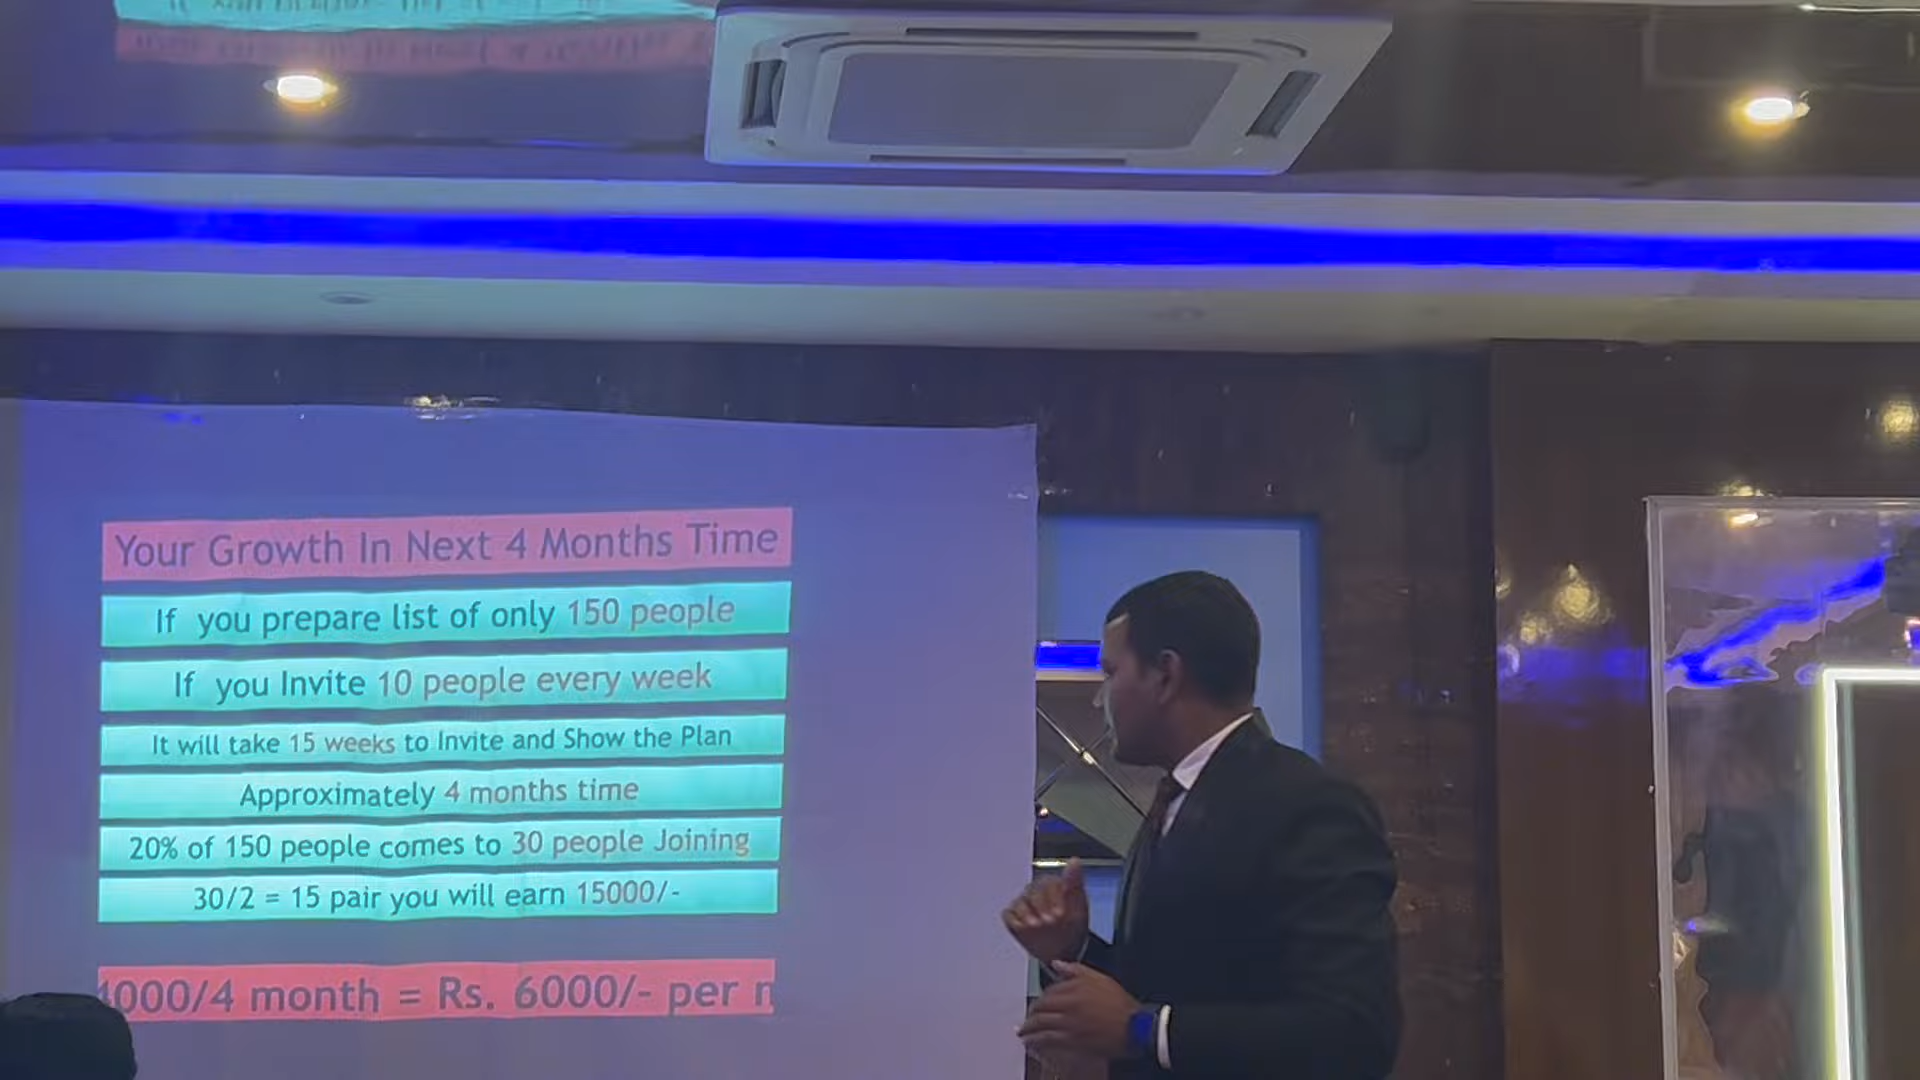 Your Growth In Next 4 Months Time
If you prepare list of only 150 people
If you Invite 10 people every week
It will take 15 weeks to Invite and Show the Plan
Approximately 4 months time
20% of 150 people comes to 30 people Joining
30/2 = 15 pair you will earn 15000/-
000/4 month = Rs. 6000/- per